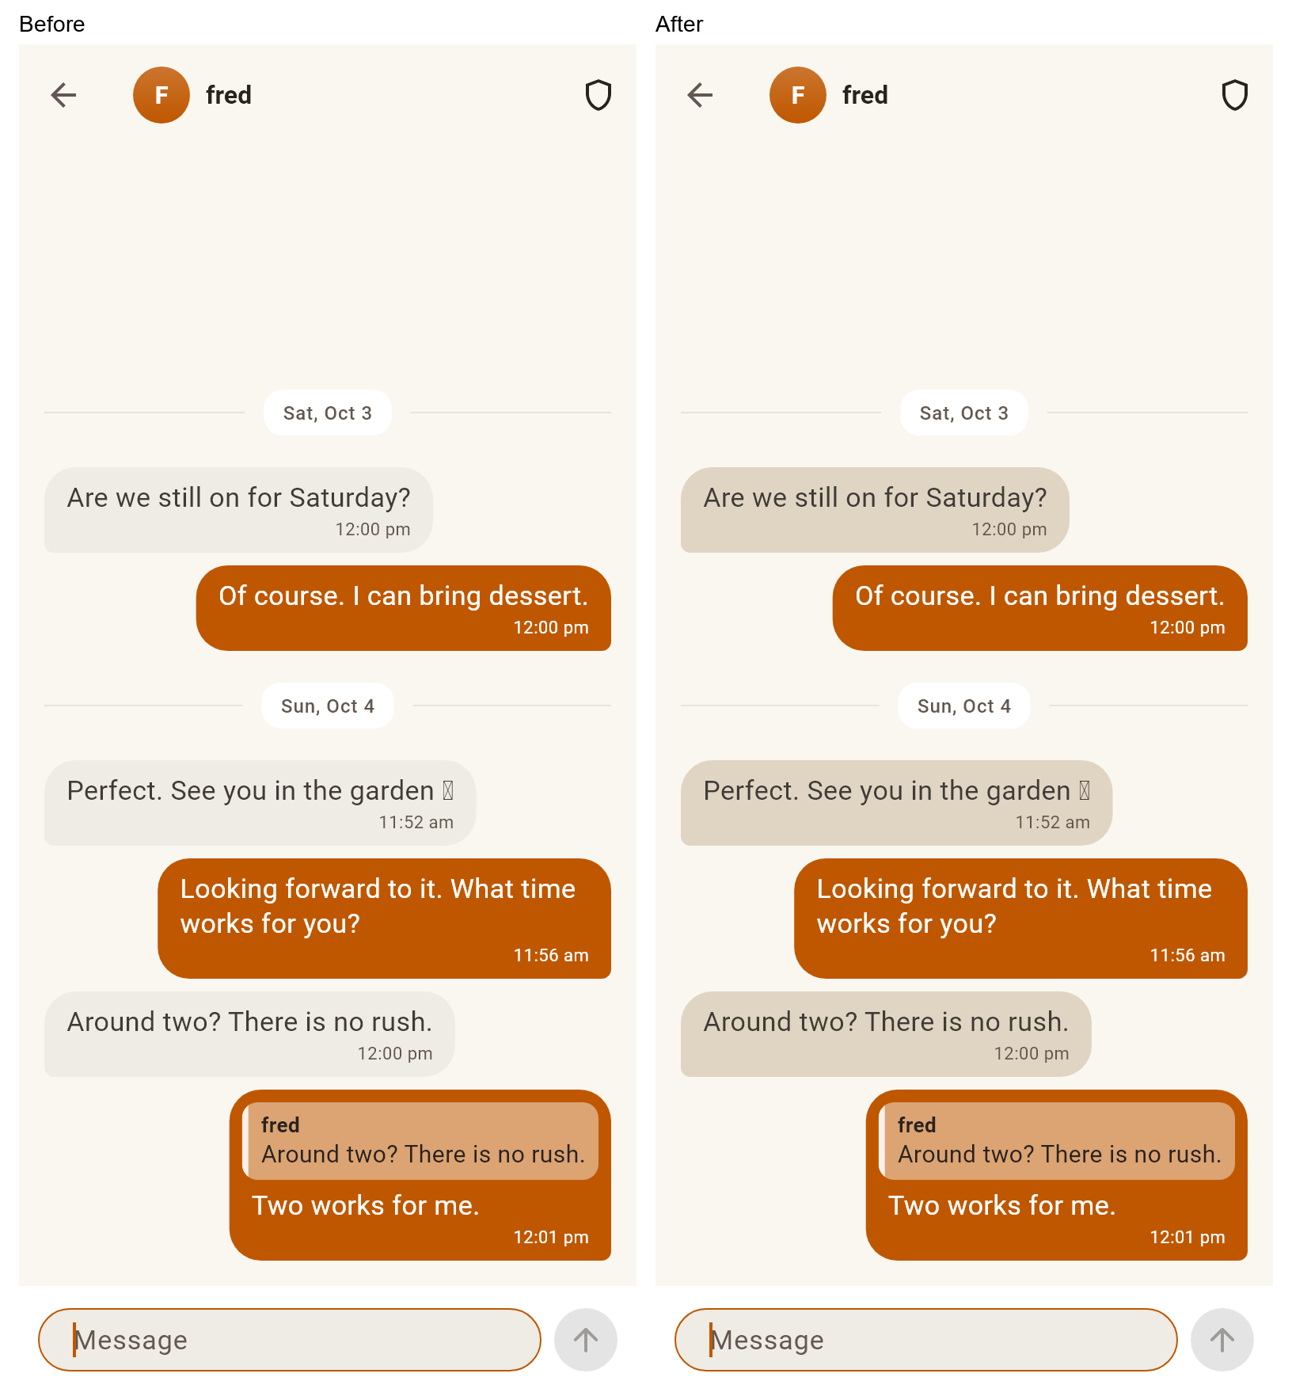 Before
F
fred
Sat, Oct 3
Are we still on for Saturday?
12:00 pm
Of course. I can bring dessert.
12:00 pm
Sun, Oct 4
Perfect. See you in the garden
11:52 am
Looking forward to it. What time
works for you?
11:56 am
Around two? There is no rush.
12:00 pm
fred
Around two? There is no rush.
Two works for me.
12:01 pm
Message
After
F
fred
Sat, Oct 3
Are we still on for Saturday?
12:00 pm
Of course. I can bring dessert.
12:00 pm
Sun, Oct 4
Perfect. See you in the garden
11:52 am
Looking forward to it. What time
works for you?
11:56 am
Around two? There is no rush.
12:00 pm
fred
Around two? There is no rush.
Two works for me.
12:01 pm
Message